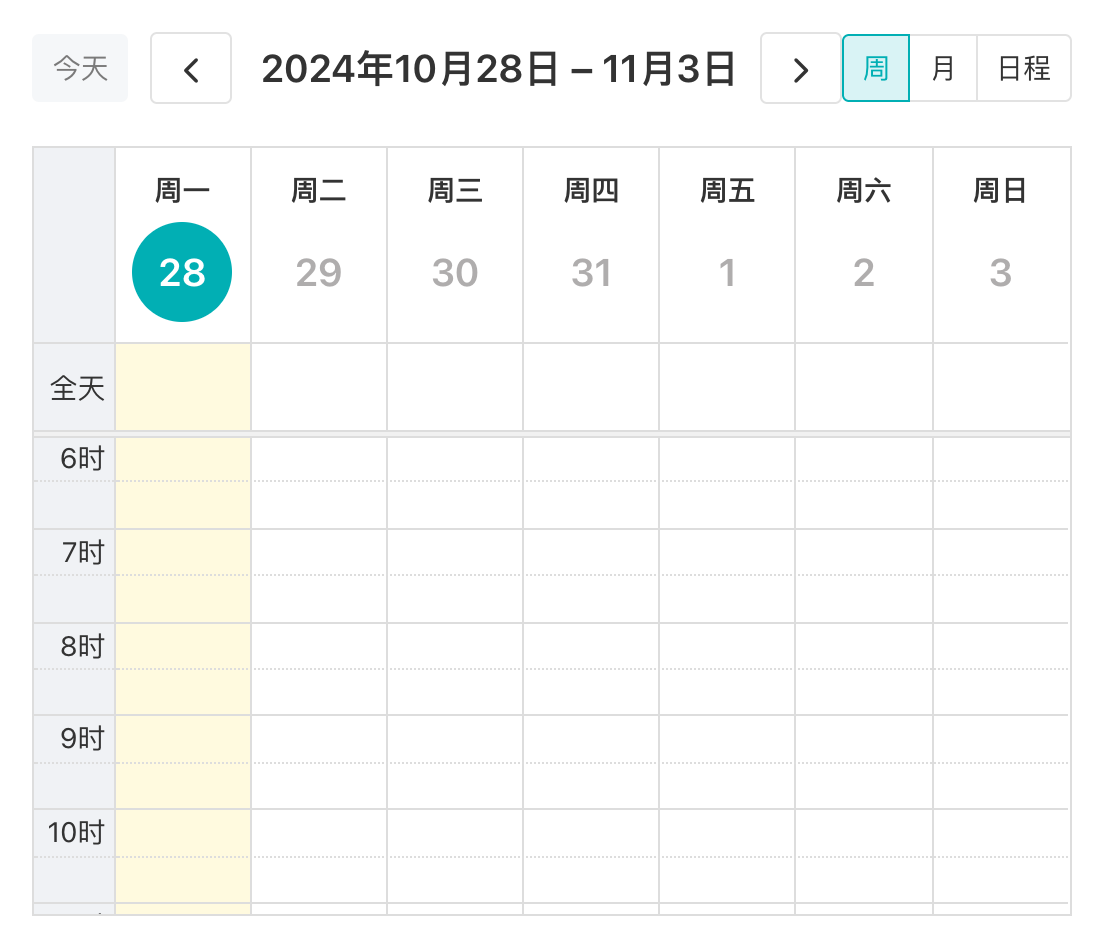 今天
2024年10月28日 – 11月3日
周 月 日程
周一 周二 周三 周四 周五 周六 周日
28 29 30 31 1 2 3
全天
6时
7时
8时
9时
10时